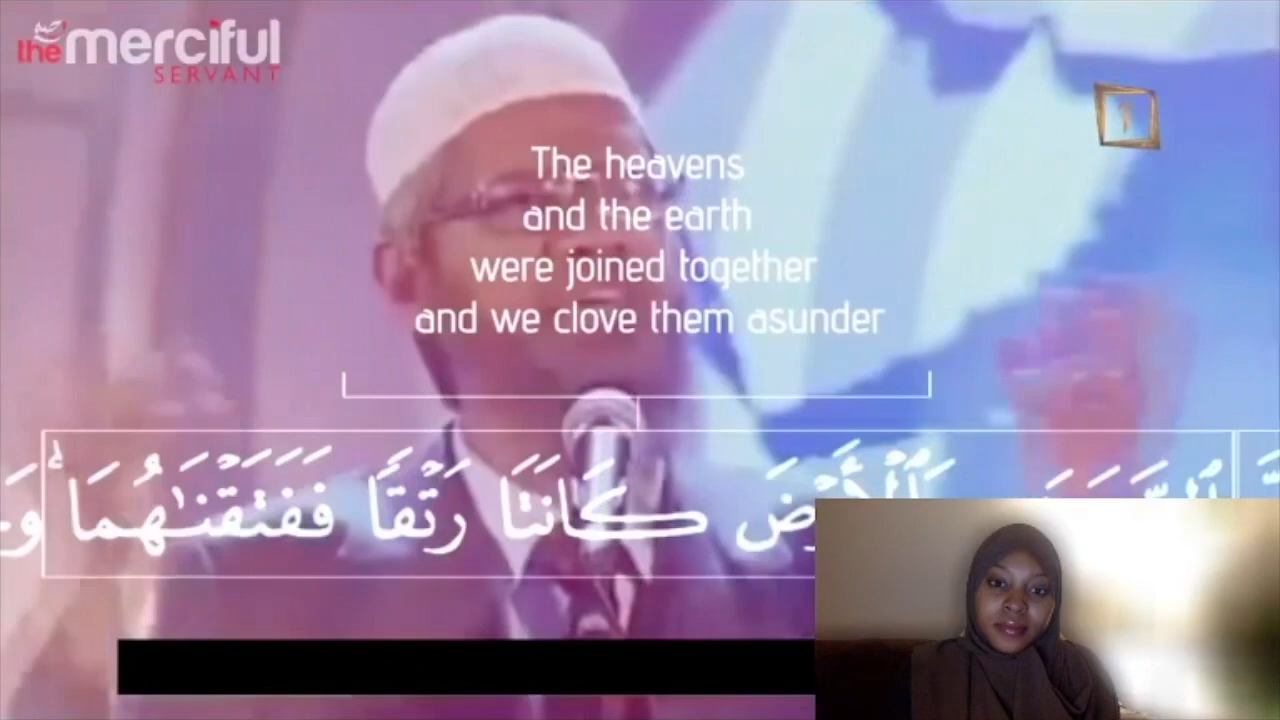 the merciful
SERVANT
The heavens
and the earth
were joined together
and we clove them asunder
كَانَتَا رَتْقًا فَفَتَقْنَٰهُمَا